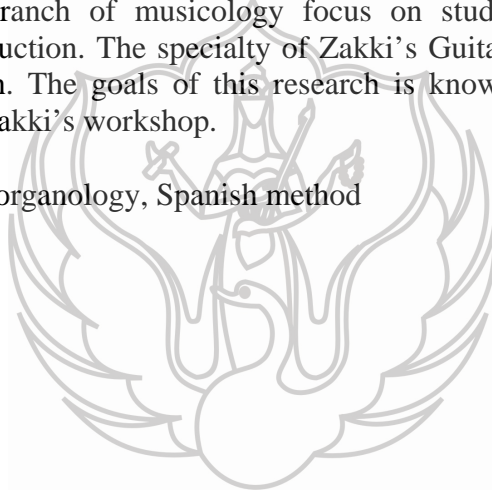 ranch of musicology focus on stud
uction. The specialty of Zakki's Guita
. The goals of this research is know
akki's workshop.
organology, Spanish method